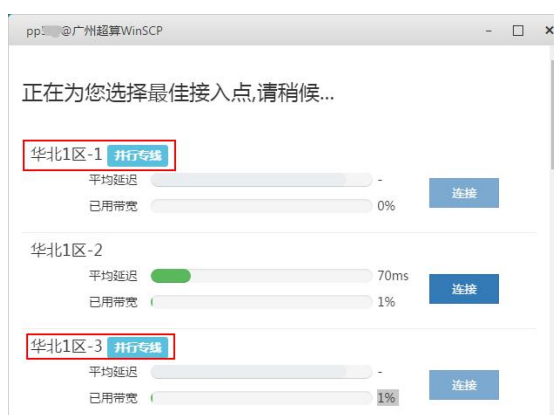 pp @广州超算WinSCP
正在为您选择最佳接入点,请稍候...
华北1区-1 并行专线
平均延迟 -
连接
已用带宽 0%
华北1区-2
平均延迟 70ms
连接
已用带宽 1%
华北1区-3 并行专线
平均延迟 -
连接
已用带宽 1%